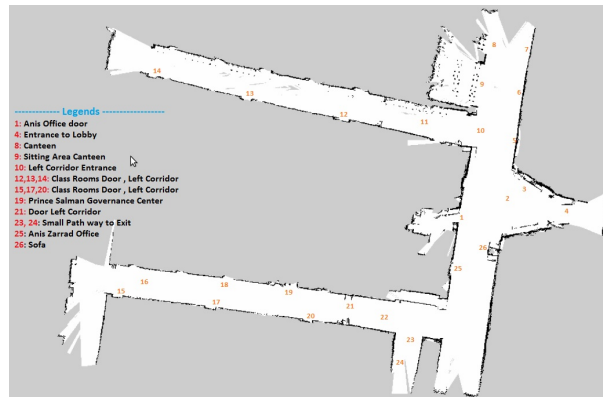 ------------- Legends ------------------
1: Anis Office door
4: Entrance to Lobby
8: Canteen
9: Sitting Area Canteen
10: Left Corridor Entrance
12,13,14: Class Rooms Door , Left Corridor
15,17,20: Class Rooms Door , Left Corridor
19: Prince Salman Governance Center
21: Door Left Corridor
23, 24: Small Path way to Exit
25: Anis Zarrad Office
26: Sofa
8
7
14
9
13
6
12
11
10
5
3
2
4
1
26
25
16
18
19
15
17
21
20
22
23
24